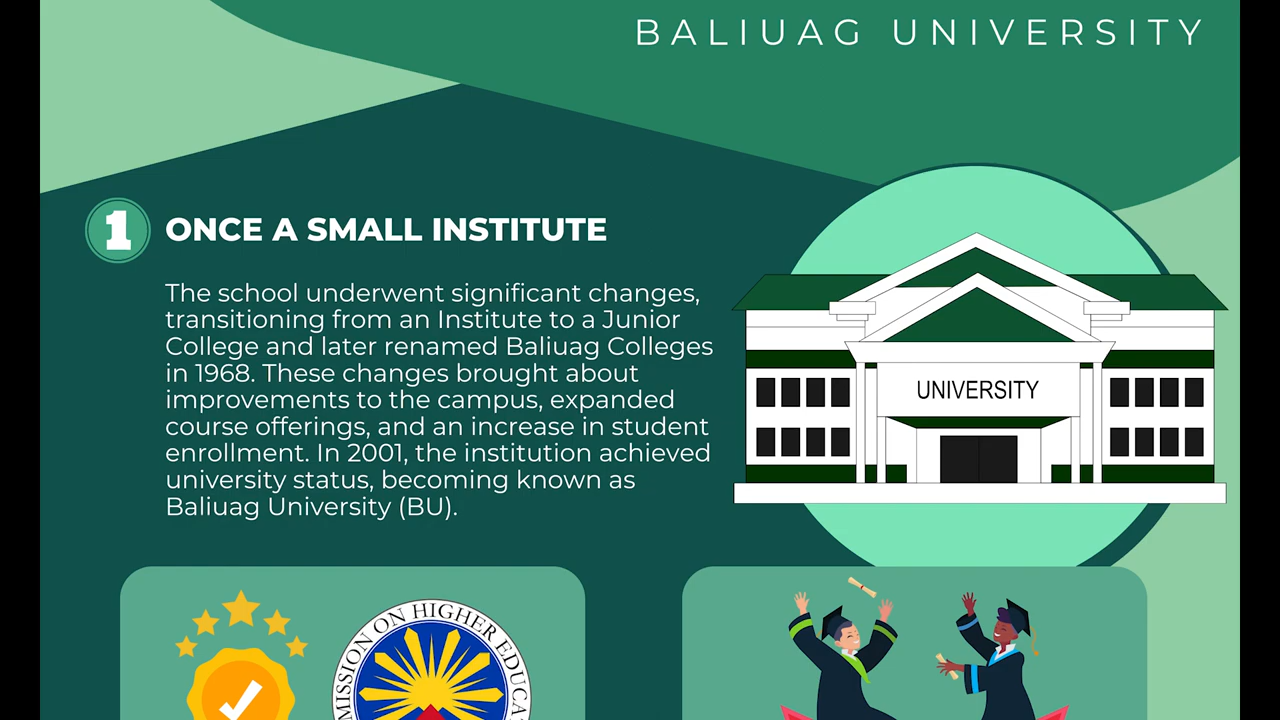 BALIUAG UNIVERSITY
1 ONCE A SMALL INSTITUTE
The school underwent significant changes,
transitioning from an Institute to a Junior
College and later renamed Baliuag Colleges
in 1968. These changes brought about
improvements to the campus, expanded
course offerings, and an increase in student
enrollment. In 2001, the institution achieved
university status, becoming known as
Baliuag University (BU).
UNIVERSITY
ON HIGHER